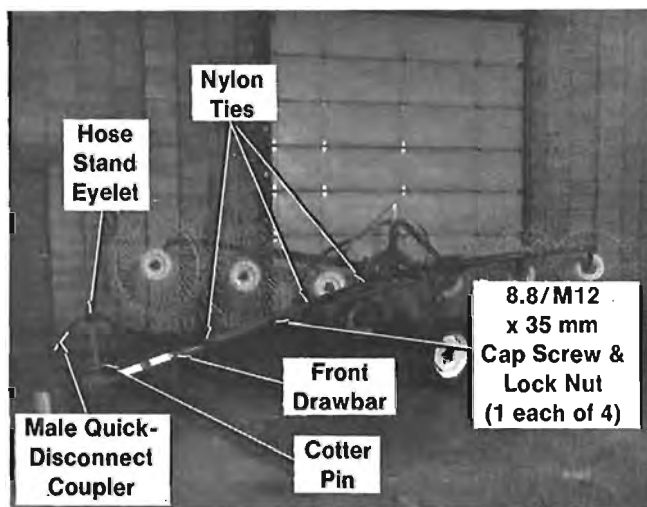 Nylon
Ties
Hose
Stand
Eyelet
8.8/M12
x 35 mm
Cap Screw &
Lock Nut
(1 each of 4)
Front
Drawbar
Male Quick-
Disconnect
Coupler
Cotter
Pin